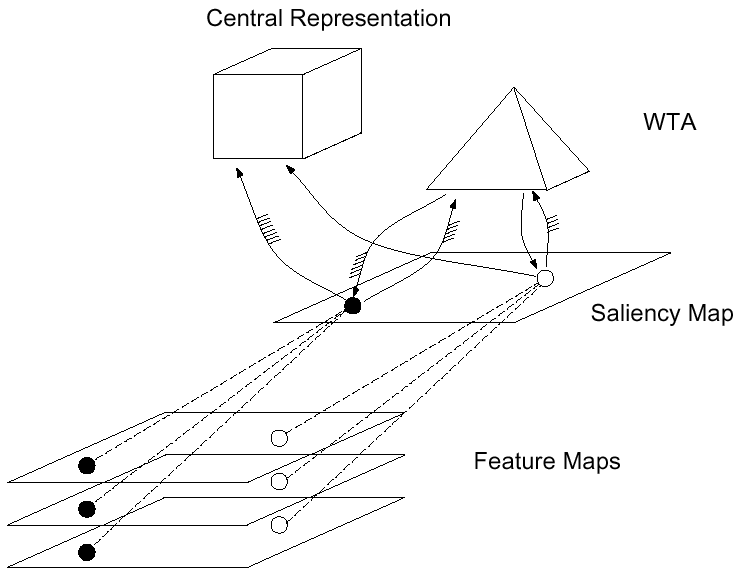 Central Representation
WTA
Saliency Map
Feature Maps